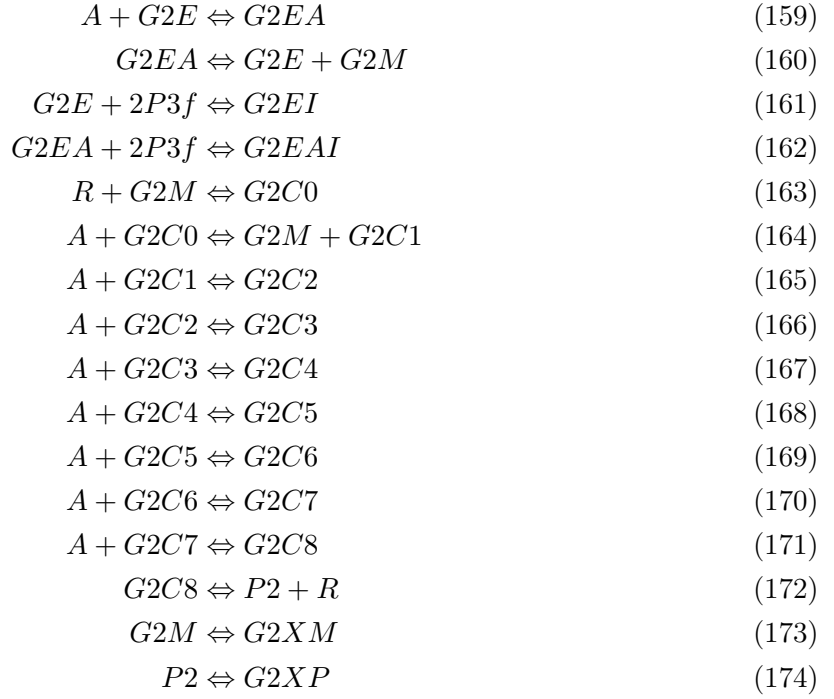 A + G2E ⇔ G2EA (159)
G2EA ⇔ G2E + G2M (160)
G2E + 2P3f ⇔ G2EI (161)
G2EA + 2P3f ⇔ G2EAI (162)
R + G2M ⇔ G2C0 (163)
A + G2C0 ⇔ G2M + G2C1 (164)
A + G2C1 ⇔ G2C2 (165)
A + G2C2 ⇔ G2C3 (166)
A + G2C3 ⇔ G2C4 (167)
A + G2C4 ⇔ G2C5 (168)
A + G2C5 ⇔ G2C6 (169)
A + G2C6 ⇔ G2C7 (170)
A + G2C7 ⇔ G2C8 (171)
G2C8 ⇔ P2 + R (172)
G2M ⇔ G2XM (173)
P2 ⇔ G2XP (174)